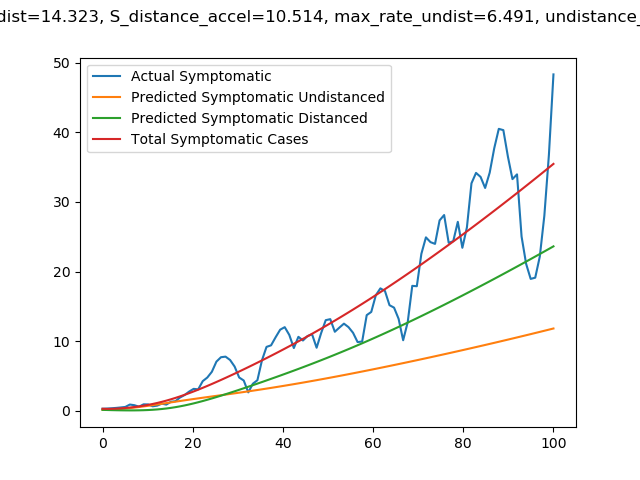 dist=14.323, S_distance_accel=10.514, max_rate_undist=6.491, undistance_
50
40
30
20
10
0
0 20 40 60 80 100
Actual Symptomatic
Predicted Symptomatic Undistanced
Predicted Symptomatic Distanced
Total Symptomatic Cases